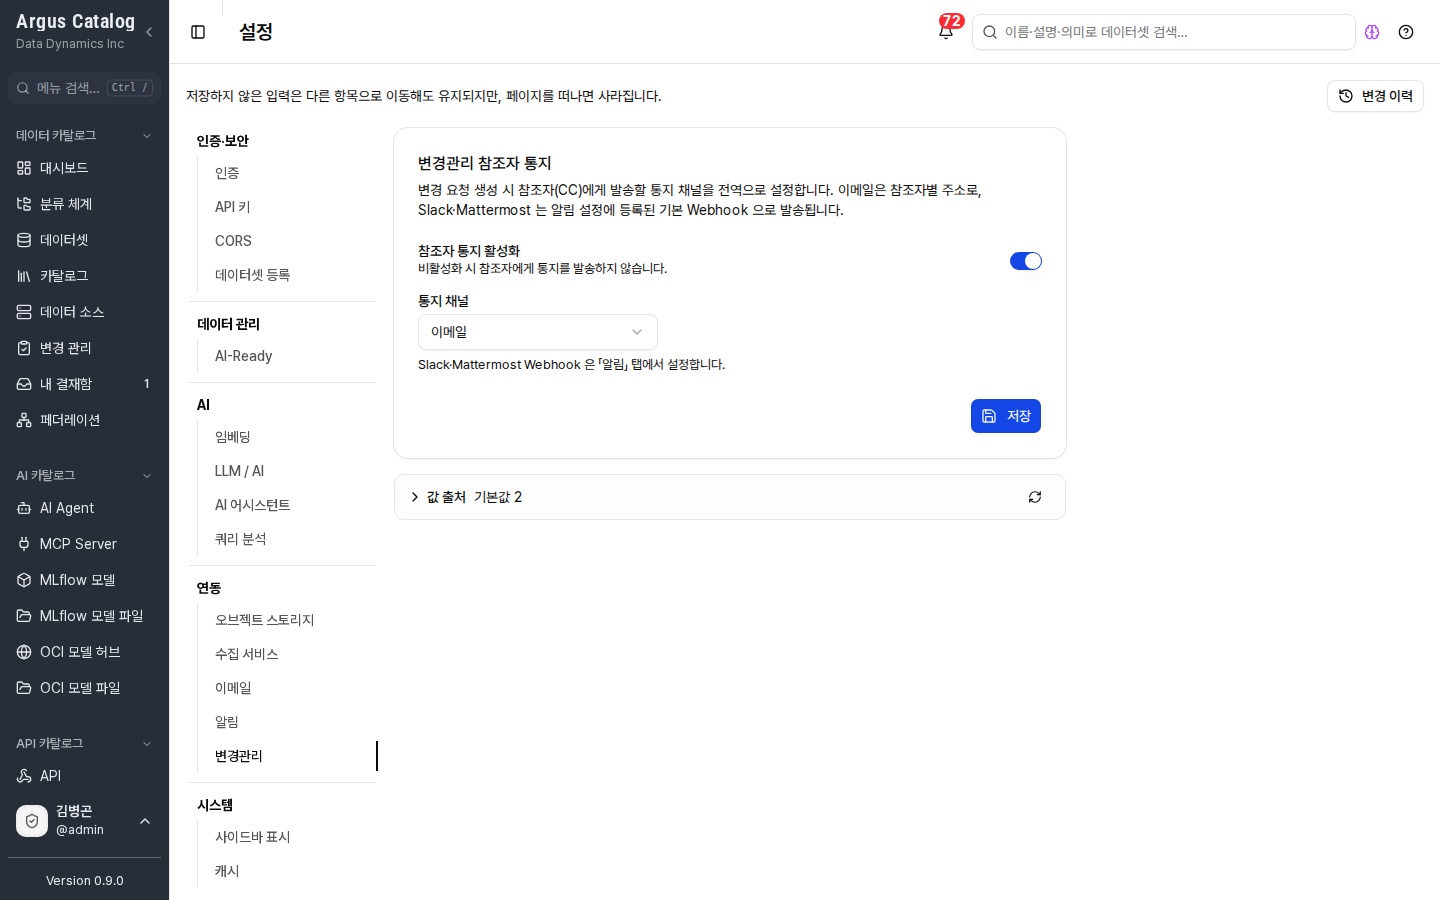 Argus Catalog
Data Dynamics Inc
메뉴 검색... Ctrl /
데이터 카탈로그
대시보드
분류 체계
데이터셋
카탈로그
데이터 소스
변경 관리
내 결재함 1
페더레이션
AI 카탈로그
AI Agent
MCP Server
MLflow 모델
MLflow 모델 파일
OCI 모델 허브
OCI 모델 파일
API 카탈로그
API
김병곤
@admin
Version 0.9.0
설정
72
이름·설명·의미로 데이터셋 검색...
저장하지 않은 입력은 다른 항목으로 이동해도 유지되지만, 페이지를 떠나면 사라집니다.
변경 이력
인증·보안
인증
API 키
CORS
데이터셋 등록
데이터 관리
AI-Ready
AI
임베딩
LLM / AI
AI 어시스턴트
쿼리 분석
연동
오브젝트 스토리지
수집 서비스
이메일
알림
변경관리
시스템
사이드바 표시
캐시
변경관리 참조자 통지
변경 요청 생성 시 참조자(CC)에게 발송할 통지 채널을 전역으로 설정합니다. 이메일은 참조자별 주소로,
Slack·Mattermost 는 알림 설정에 등록된 기본 Webhook 으로 발송됩니다.
참조자 통지 활성화
비활성화 시 참조자에게 통지를 발송하지 않습니다.
통지 채널
이메일
Slack·Mattermost Webhook 은 「알림」 탭에서 설정합니다.
저장
값 출처 기본값 2